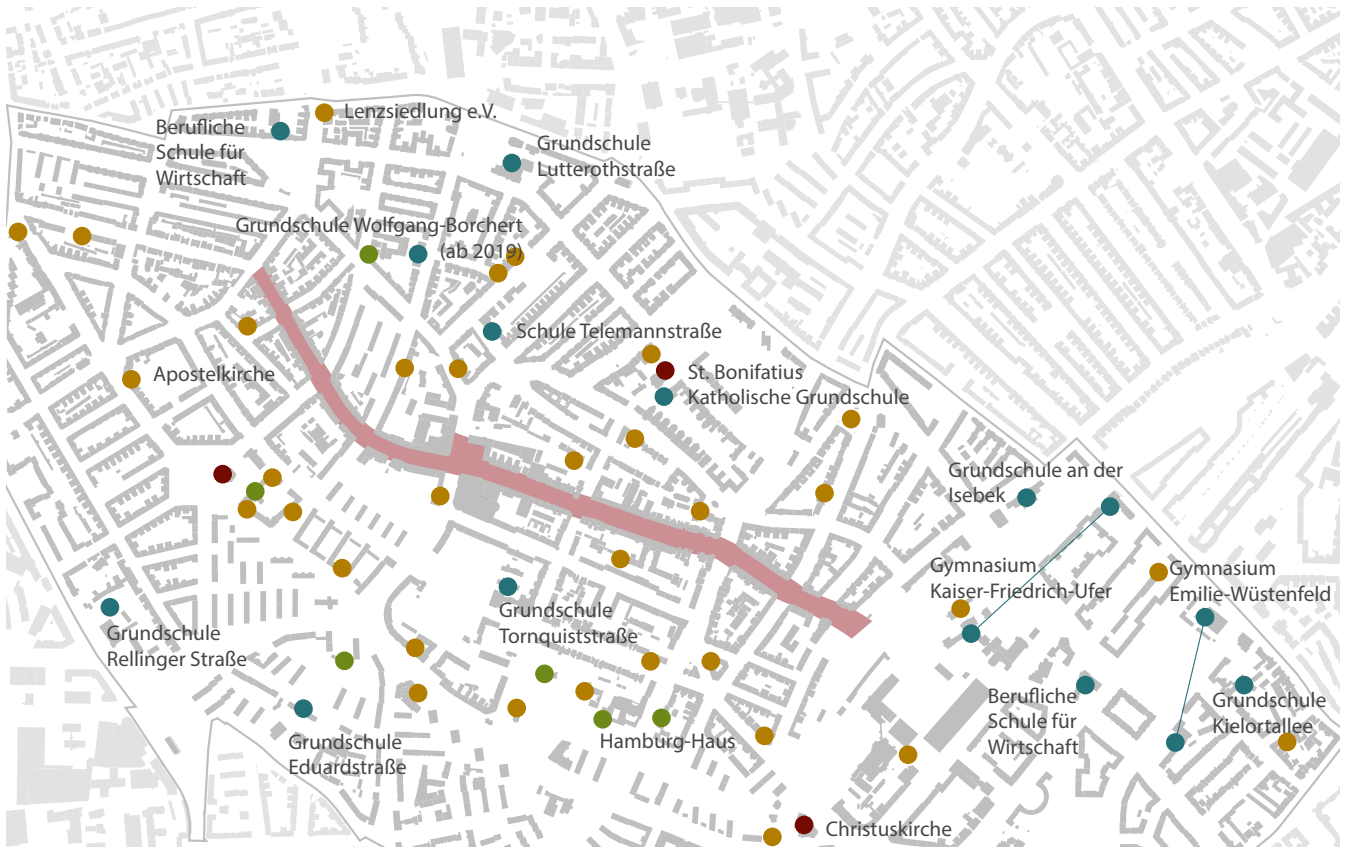 Lenzsiedlung e.V.
Berufliche
Schule für
Wirtschaft
Grundschule
Lutterothstraße
Grundschule Wolfgang-Borchert
(ab 2019)
Schule Telemannstraße
Apostelkirche
St. Bonifatius
Katholische Grundschule
Grundschule an der
Isebek
Gymnasium
Kaiser-Friedrich-Ufer
Gymnasium
Emilie-Wüstenfeld
Grundschule
Tornquiststraße
Grundschule
Rellinger Straße
Berufliche
Schule für
Wirtschaft
Grundschule
Kielortallee
Grundschule
Eduardstraße
Hamburg-Haus
Christuskirche